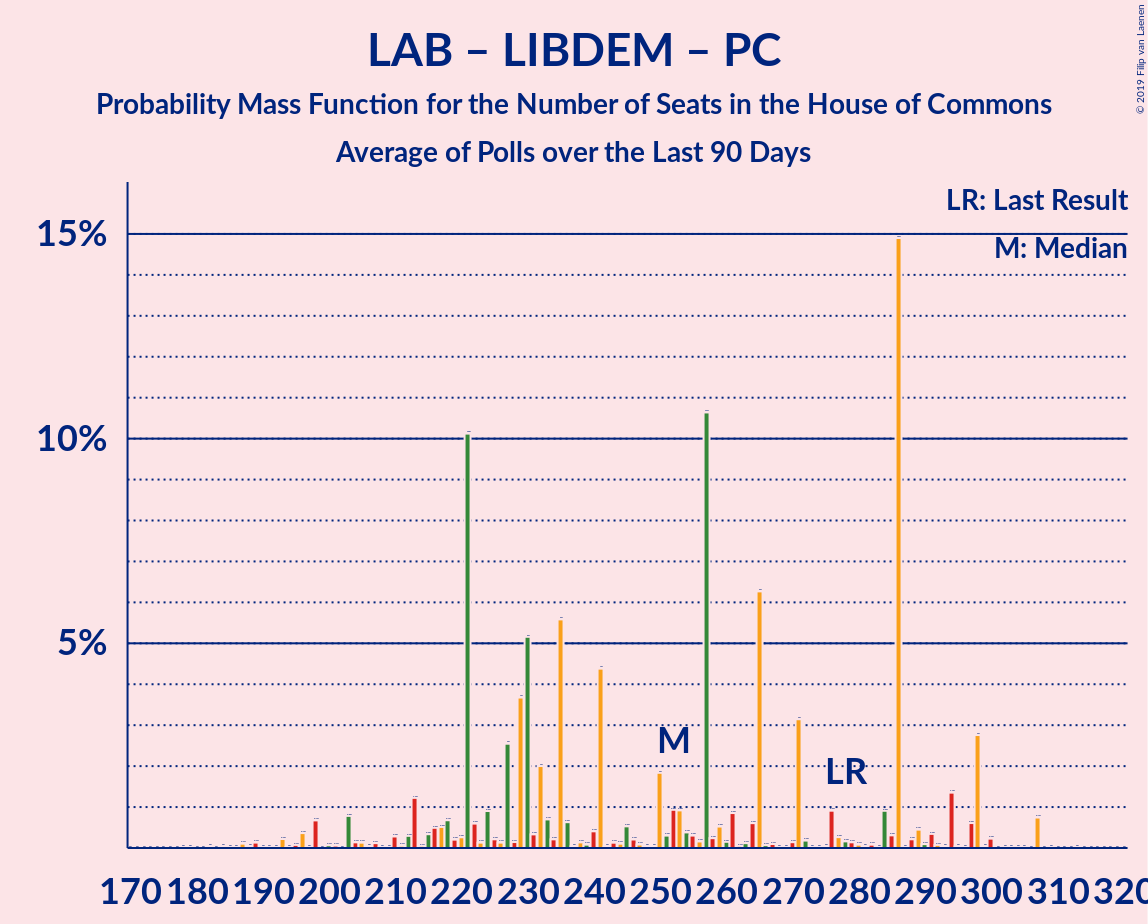 LAB – LIBDEM – PC
Probability Mass Function for the Number of Seats in the House of Commons
Average of Polls over the Last 90 Days
© 2019 Filip van Laenen
LR: Last Result
M: Median
15%
10%
5%
M
LR
170 180 190 200 210 220 230 240 250 260 270 280 290 300 310 320